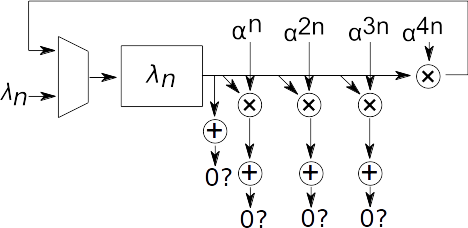 αⁿ α²ⁿ α³ⁿ α⁴ⁿ
λₙ
λₙ
× × × ×
+
0?
+ + +
0? 0? 0?